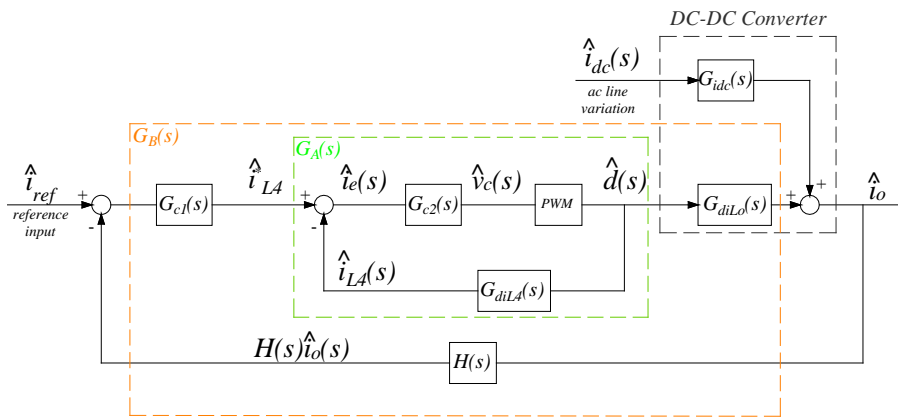 DC-DC Converter
î_dc(s)
ac line
variation
G_idc(s)
G_B(s)
G_A(s)
î_ref
reference
input
+
-
G_c1(s)
î*_L4
+
-
î_e(s)
G_c2(s)
v̂_c(s)
PWM
d̂(s)
G_diLo(s)
+
+
î_o
î_L4(s)
G_diL4(s)
H(s)î_o(s)
H(s)